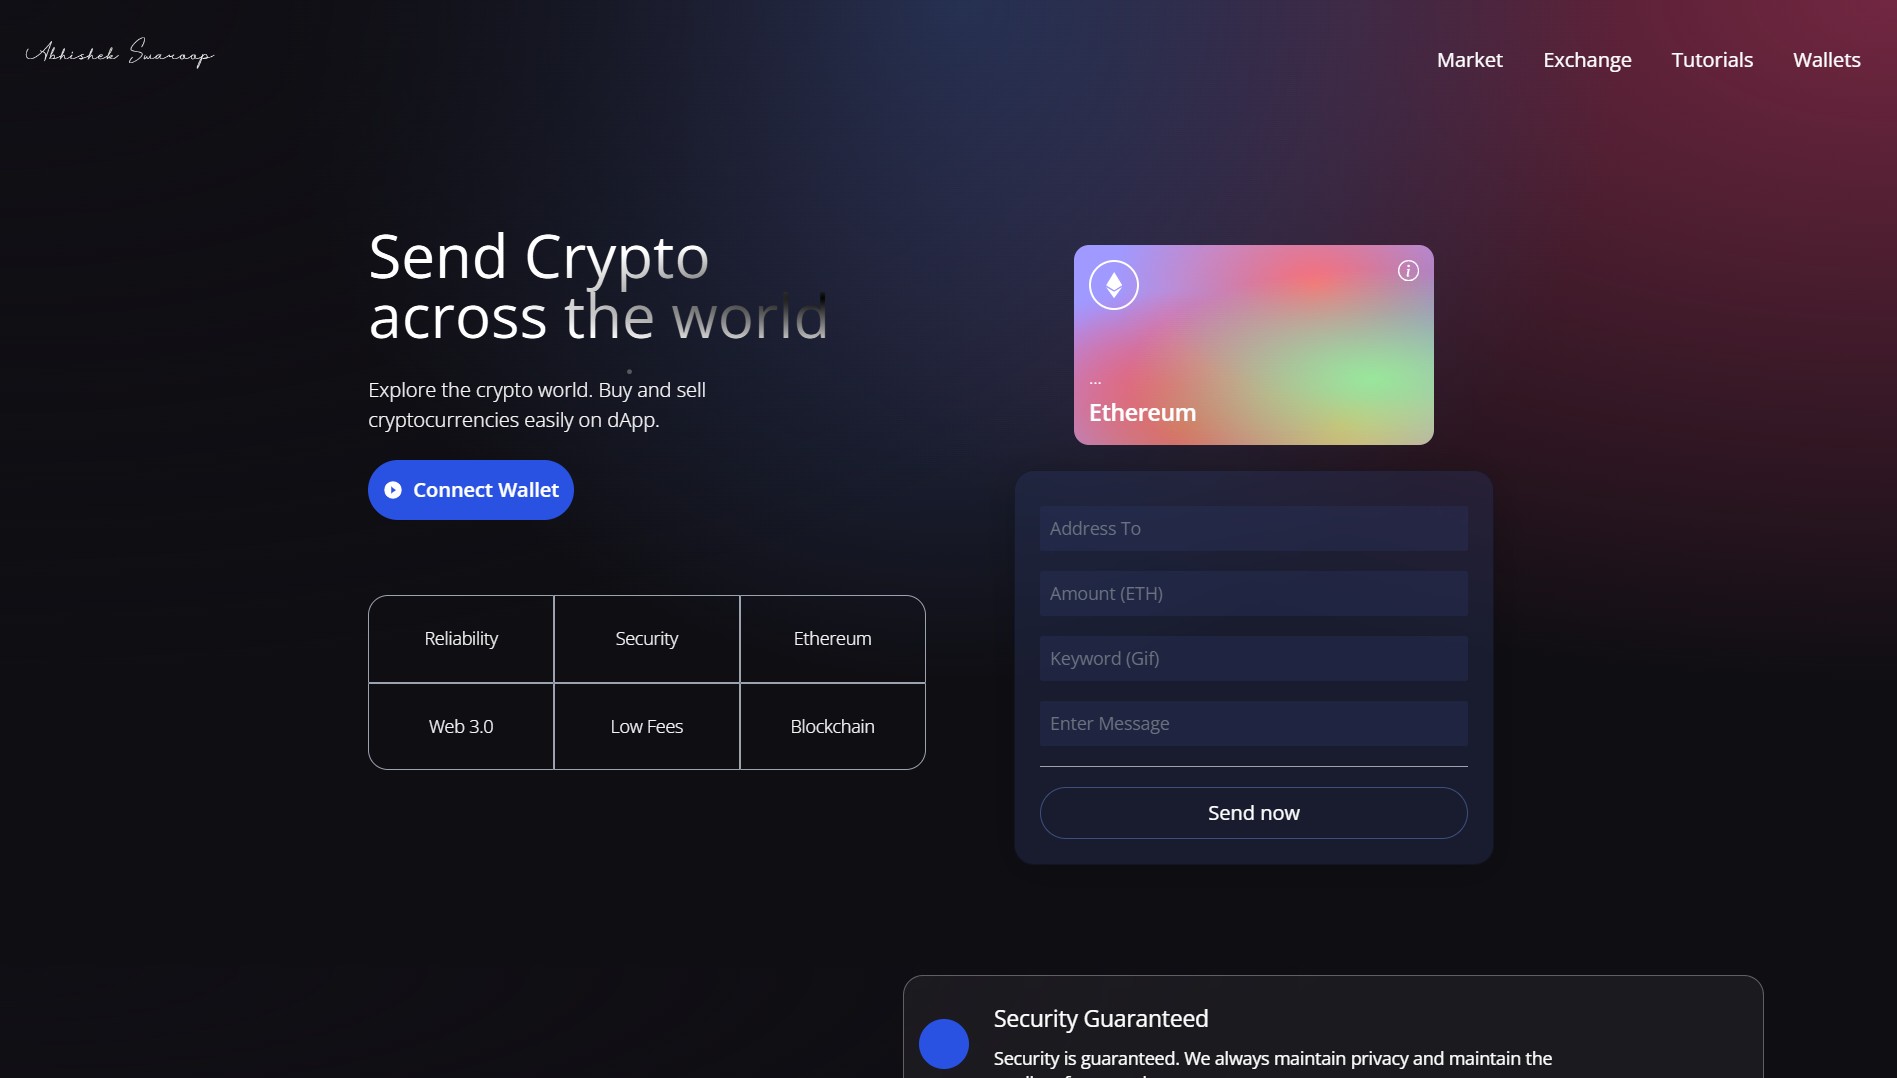 Abhishek Swaroop
Market
Exchange
Tutorials
Wallets
Send Crypto
across the world
Explore the crypto world. Buy and sell
cryptocurrencies easily on dApp.
Connect Wallet
Reliability
Security
Ethereum
Web 3.0
Low Fees
Blockchain
...
Ethereum
Address To
Amount (ETH)
Keyword (Gif)
Enter Message
Send now
Security Guaranteed
Security is guaranteed. We always maintain privacy and maintain the